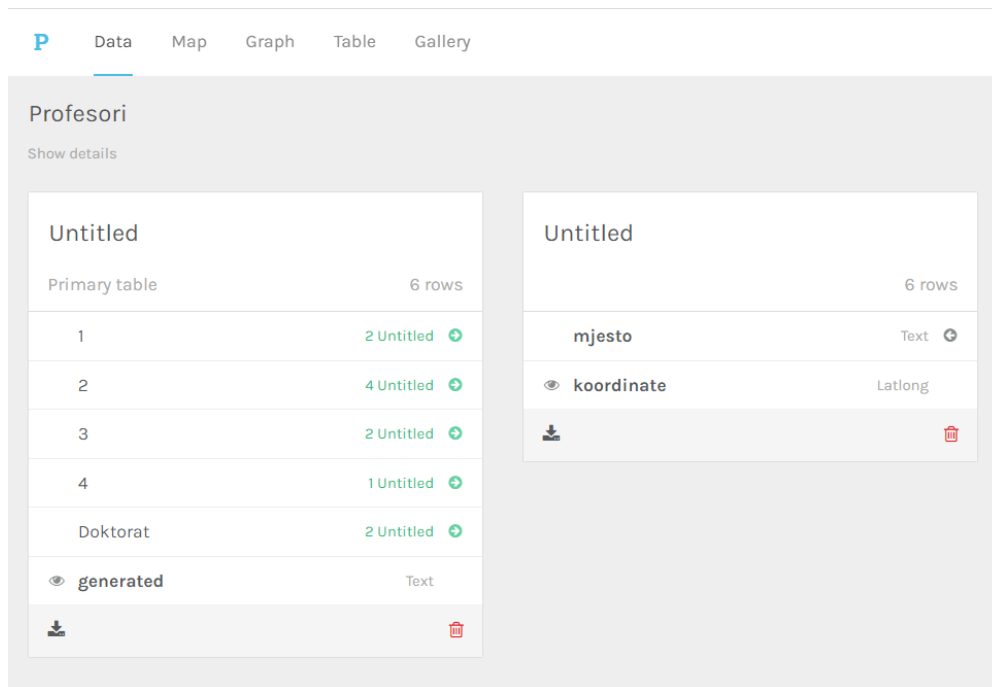 P Data Map Graph Table Gallery
Profesori
Show details
Untitled
Primary table 6 rows
1 2 Untitled
2 4 Untitled
3 2 Untitled
4 1 Untitled
Doktorat 2 Untitled
generated Text
Untitled
6 rows
mjesto Text
koordinate Latlong